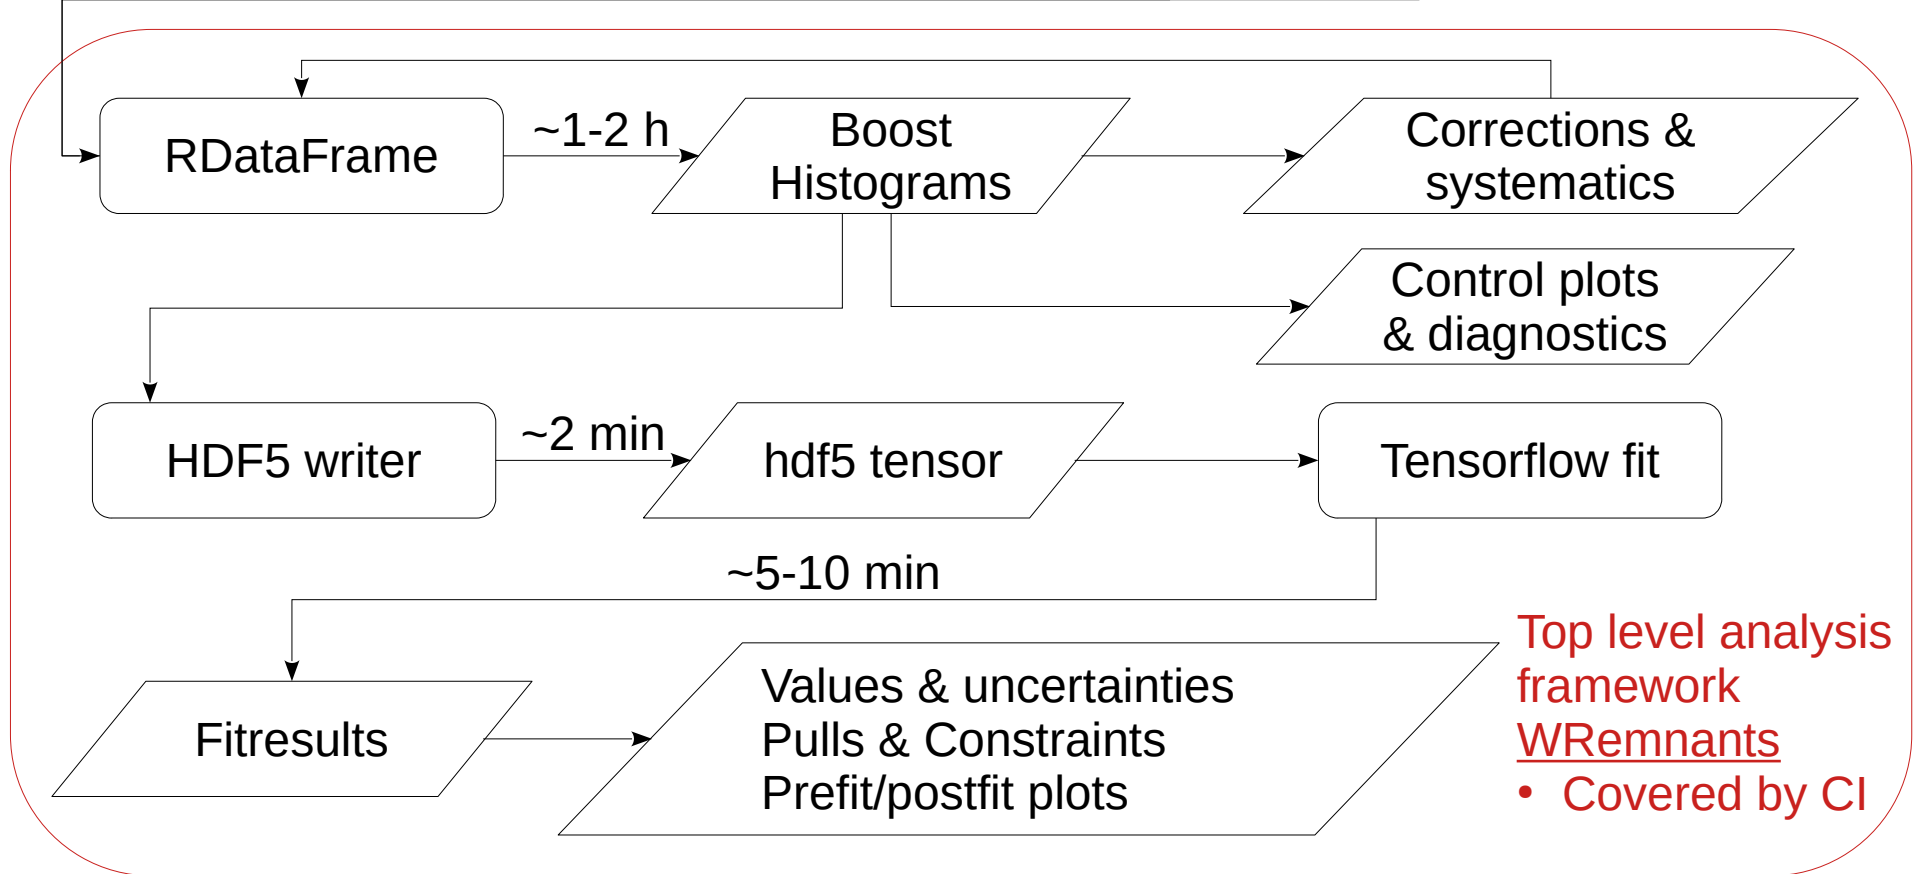 RDataFrame
~1-2 h
Boost
Histograms
Corrections &
systematics
Control plots
& diagnostics
HDF5 writer
~2 min
hdf5 tensor
Tensorflow fit
~5-10 min
Fitresults
Values & uncertainties
Pulls & Constraints
Prefit/postfit plots
Top level analysis
framework
WRemnants
• Covered by CI